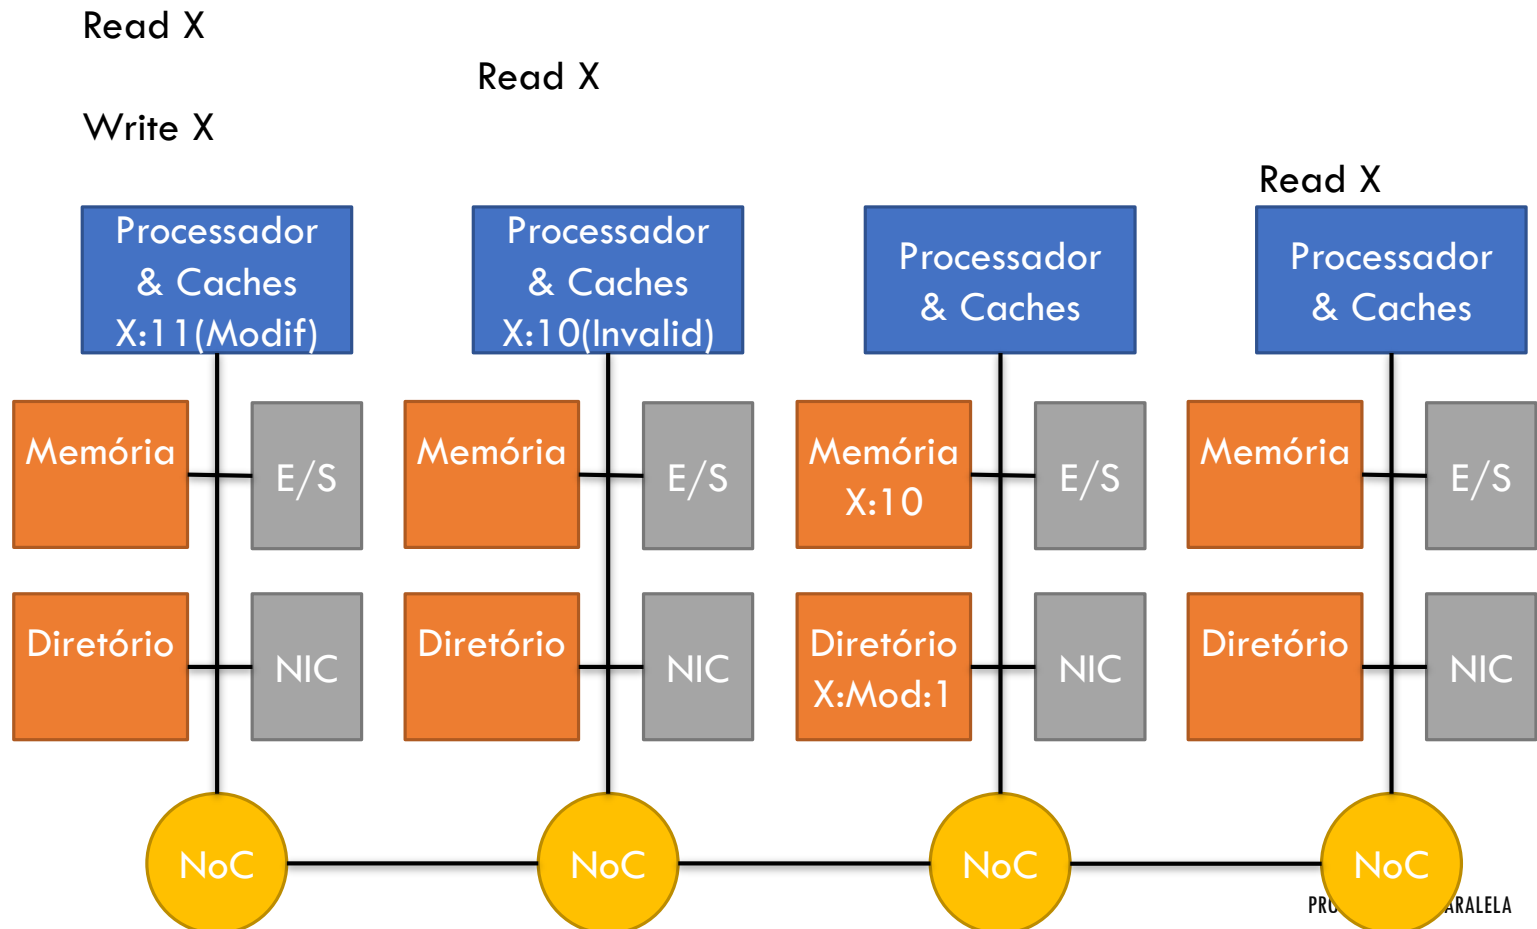 Read X
Read X
Write X
Read X
Processador
& Caches
X:11(Modif)
Processador
& Caches
X:10(Invalid)
Processador
& Caches
Processador
& Caches
Memória
E/S
Memória
E/S
Memória
X:10
E/S
Memória
E/S
Diretório
NIC
Diretório
NIC
Diretório
X:Mod:1
NIC
Diretório
NIC
NoC
NoC
NoC
NoC